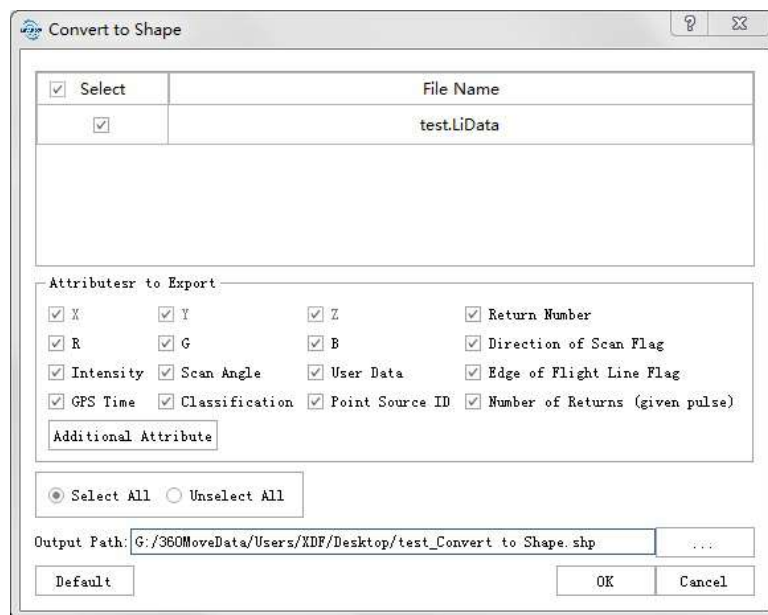 Convert to Shape
Select File Name
test.LiData
Attributesr to Export
X Y Z Return Number
R G B Direction of Scan Flag
Intensity Scan Angle User Data Edge of Flight Line Flag
GPS Time Classification Point Source ID Number of Returns (given pulse)
Additional Attribute
Select All Unselect All
Output Path: G:/360MoveData/Users/XDF/Desktop/test_Convert to Shape.shp ...
Default OK Cancel